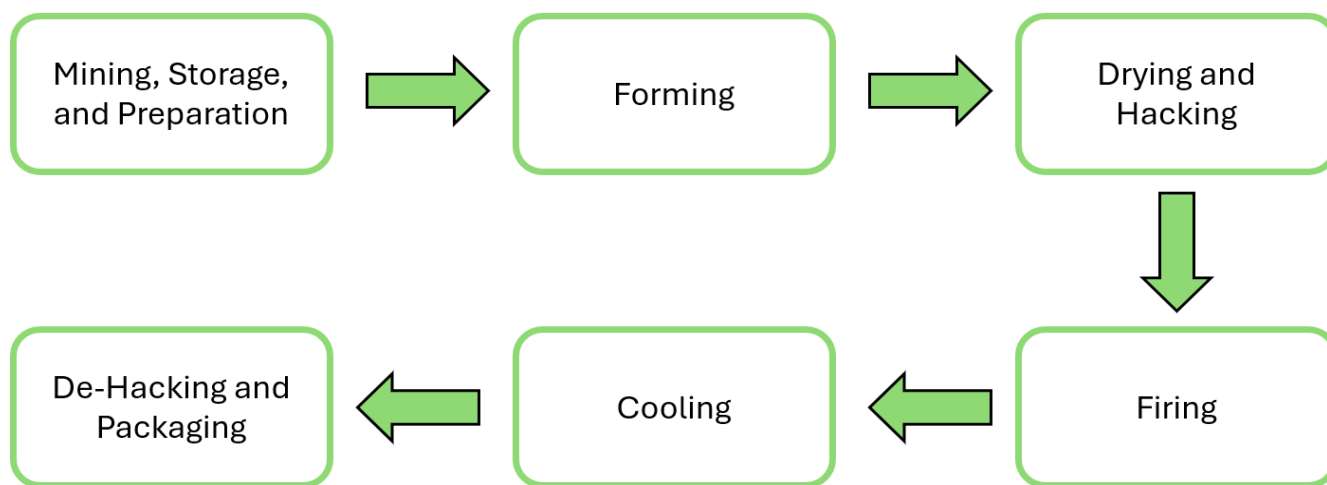 Mining, Storage,
and Preparation
Forming
Drying and
Hacking
Firing
Cooling
De-Hacking and
Packaging